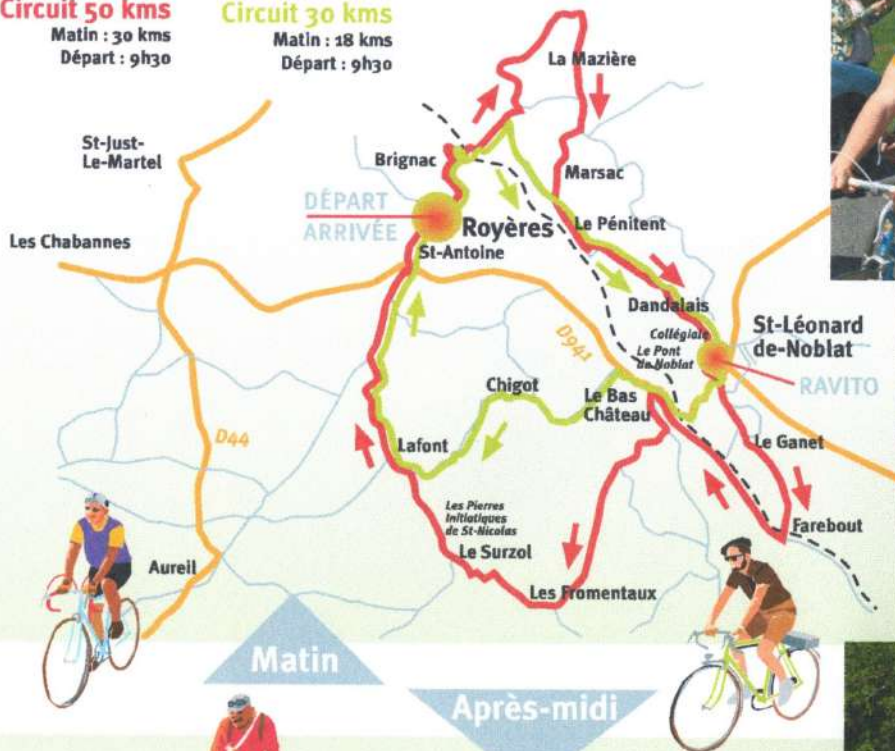 Circuit 50 kms
Matin : 30 kms
Départ : 9h30
Circuit 30 kms
Matin : 18 kms
Départ : 9h30
La Mazière
St-Just-
Le-Martel
Brignac
Marsac
DÉPART
ARRIVÉE
Royères
Le Pénitent
Les Chabannes
St-Antoine
Dandalais
Collégiale
St-Léonard
de-Noblat
D941
Le Pont
de Noblat
RAVITO
Chigot
Le Bas
Château
D44
Lafont
Le Ganet
Les Pierres
Initiatiques
de St-Nicolas
Farebout
Le Surzol
Aureil
Les Fromentaux
Matin
Après-midi